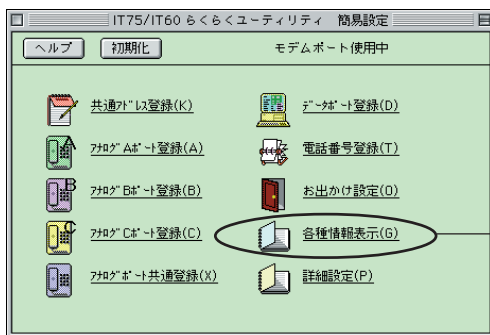 IT75/IT60 らくらくユーティリティ 簡易設定
ヘルプ 初期化 モデムポート使用中
共通ｱﾄﾞﾚｽ登録(K) ﾃﾞｰﾀﾎﾟｰﾄ登録(D)
ｱﾅﾛｸﾞAﾎﾟｰﾄ登録(A) 電話番号登録(T)
ｱﾅﾛｸﾞBﾎﾟｰﾄ登録(B) お出かけ設定(O)
ｱﾅﾛｸﾞCﾎﾟｰﾄ登録(C) 各種情報表示(G)
ｱﾅﾛｸﾞﾎﾟｰﾄ共通登録(X) 詳細設定(P)